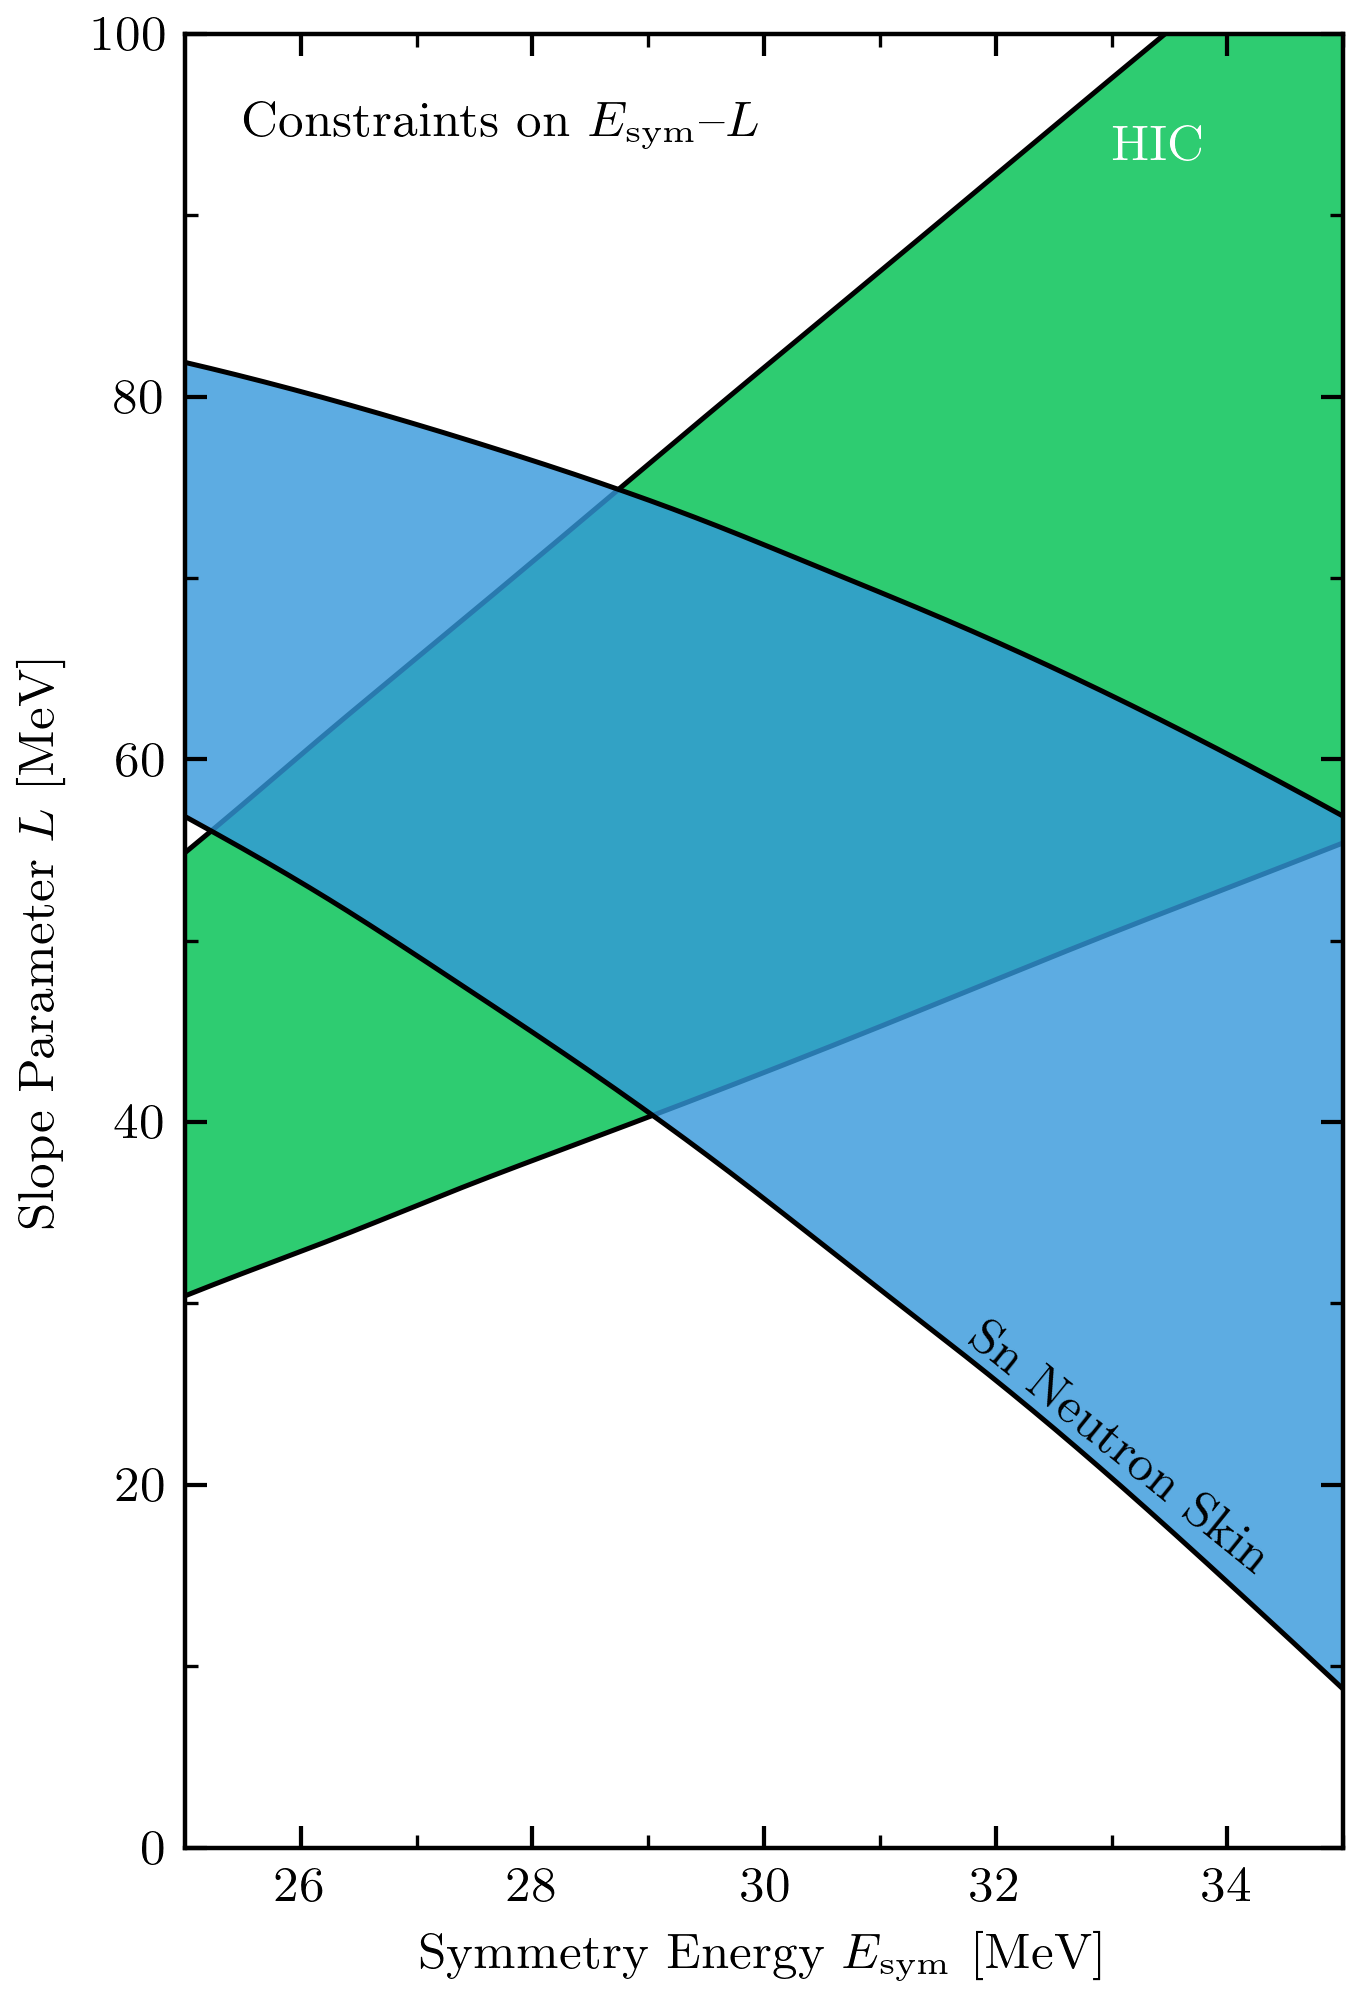 Constraints on E_sym–L
HIC
Sn Neutron Skin
Slope Parameter L [MeV]
100
80
60
40
20
0
26 28 30 32 34
Symmetry Energy E_sym [MeV]